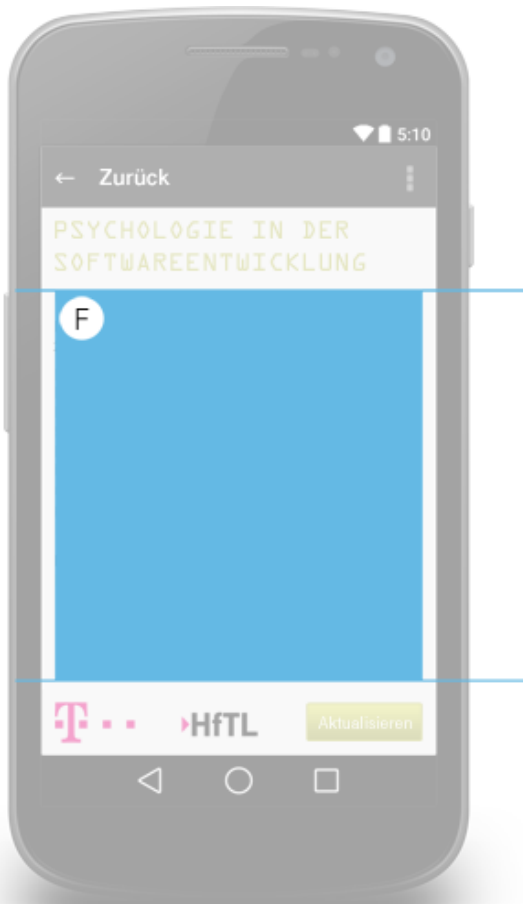 5:10
← Zurück
PSYCHOLOGIE IN DER
SOFTWAREENTWICKLUNG
F
T HfTL Aktualisieren